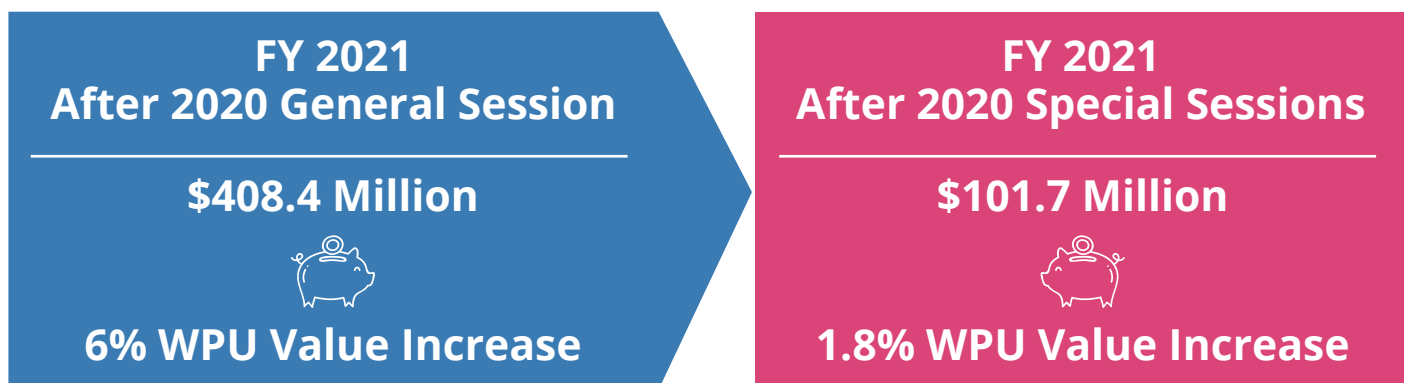 FY 2021
After 2020 General Session
$408.4 Million
6% WPU Value Increase
FY 2021
After 2020 Special Sessions
$101.7 Million
1.8% WPU Value Increase